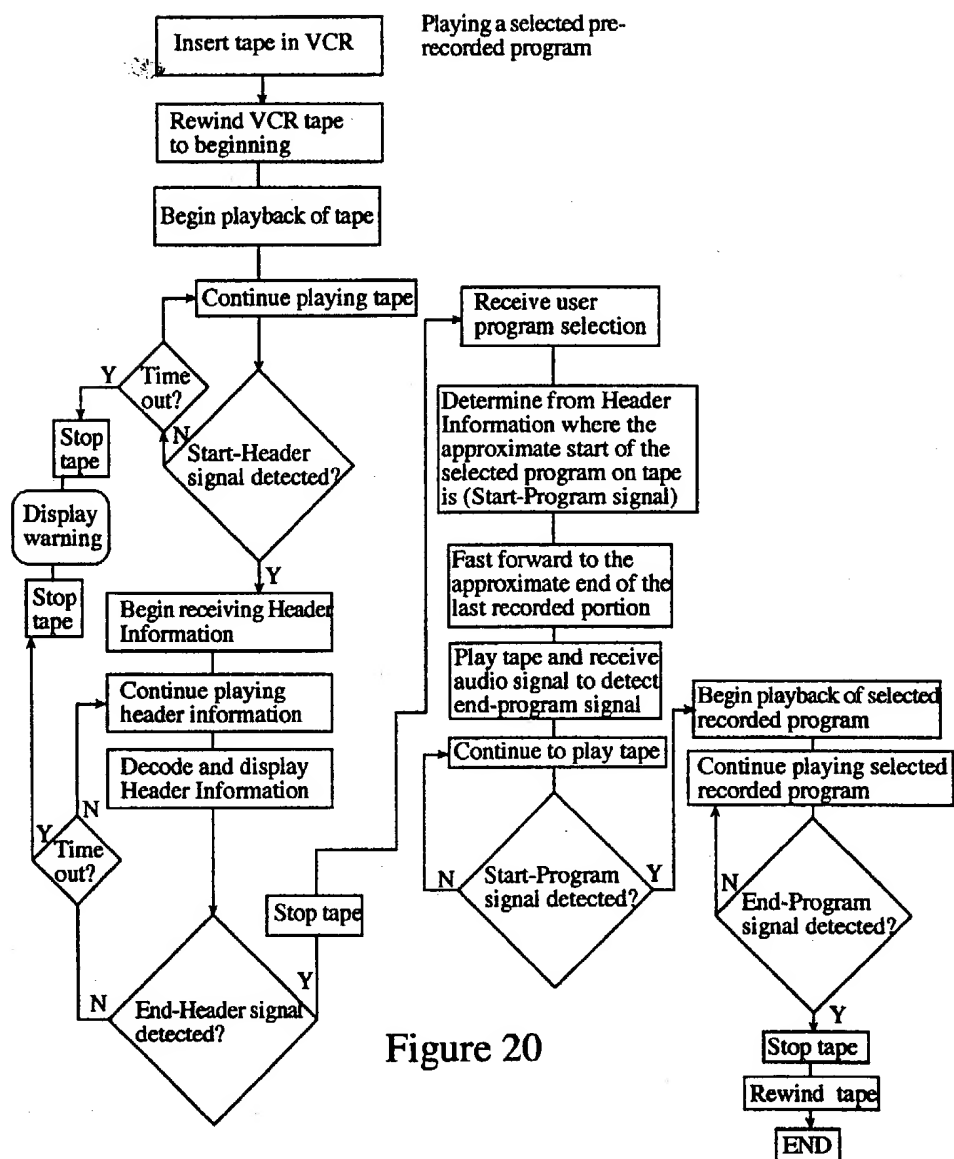 Playing a selected pre-
recorded program
Insert tape in VCR
Rewind VCR tape
to beginning
Begin playback of tape
Continue playing tape
Time
out?
Y
N
Stop
tape
Display
warning
Stop
tape
Start-Header
signal detected?
Y
Begin receiving Header
Information
Continue playing
header information
Decode and display
Header Information
N
Y
Time
out?
N
End-Header signal
detected?
Y
Stop tape
Receive user
program selection
Determine from Header
Information where the
approximate start of the
selected program on tape
is (Start-Program signal)
Fast forward to the
approximate end of the
last recorded portion
Play tape and receive
audio signal to detect
end-program signal
Continue to play tape
N
Start-Program
signal detected?
Y
Begin playback of selected
recorded program
Continue playing selected
recorded program
N
End-Program
signal detected?
Y
Stop tape
Rewind tape
END
Figure 20